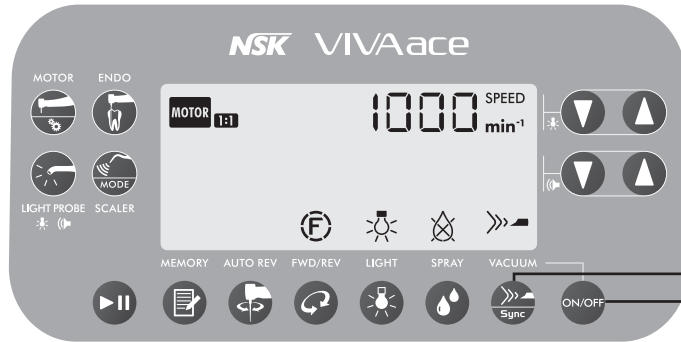 NSK VIVAace
MOTOR ENDO
MOTOR 1:1 1000 SPEED
min⁻¹
MODE
LIGHT PROBE SCALER
F
MEMORY AUTO REV FWD/REV LIGHT SPRAY VACUUM
Sync ON/OFF